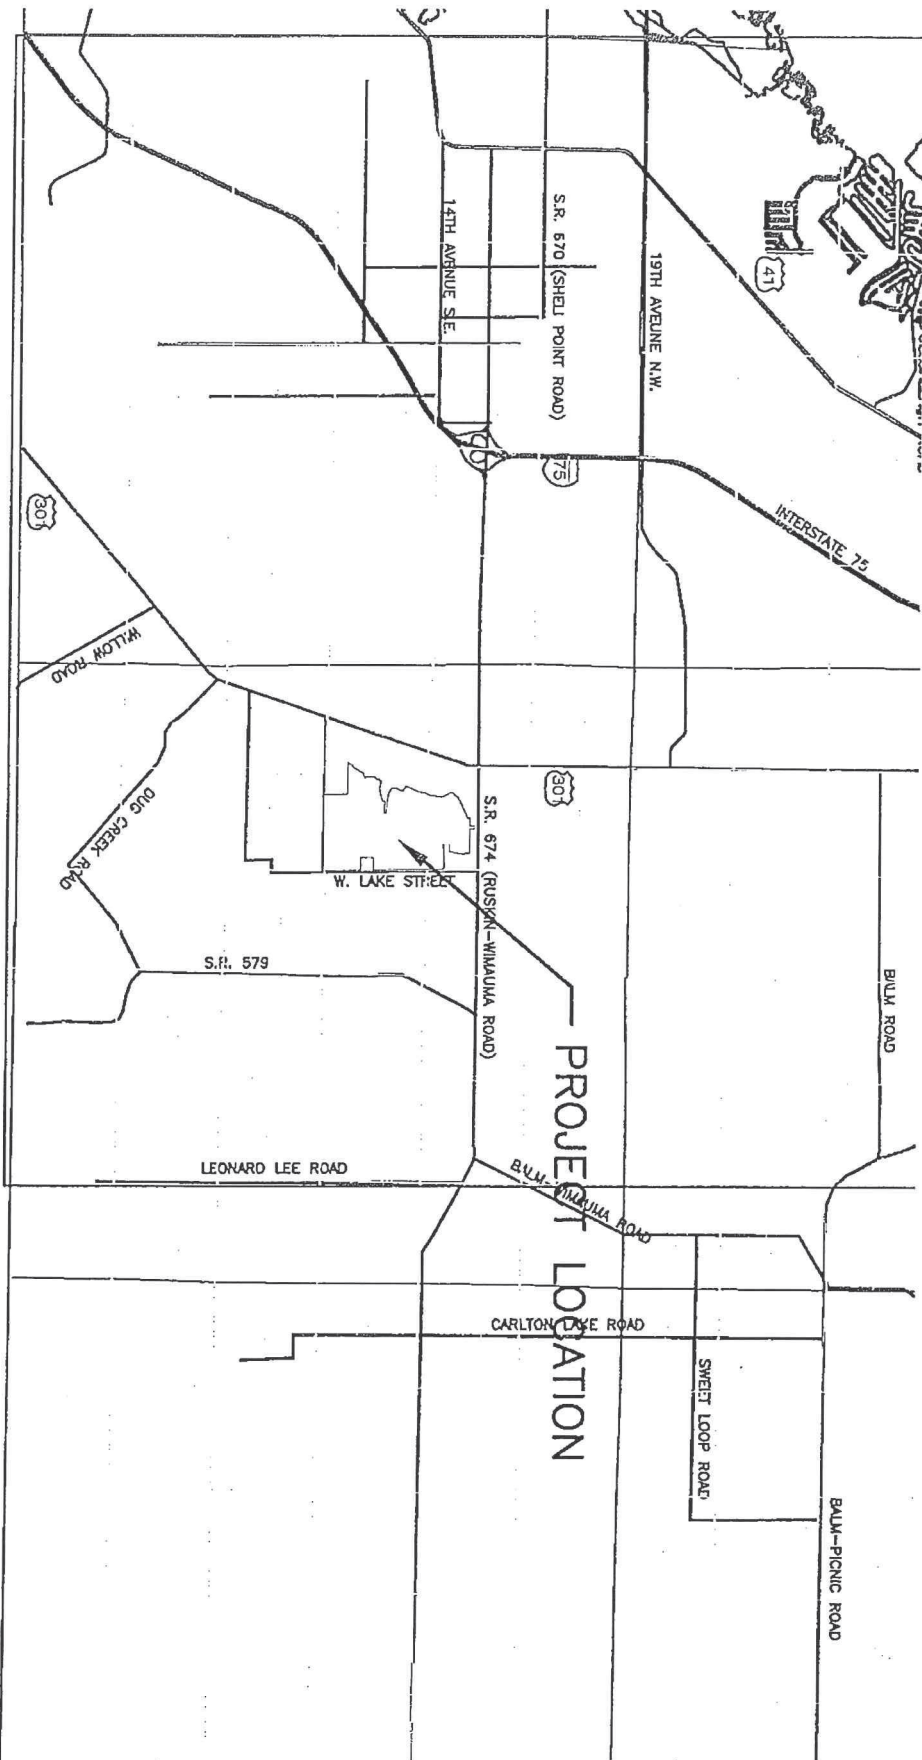 41
19TH AVEUNE N.W.
S.R. 670 (SHELL POINT ROAD)
14TH AVENUE S.E.
75
INTERSTATE 75
301
WILLOW ROAD
DUG CREEK ROAD
301
S.R. 674 (RUSKIN-WIMAUMA ROAD)
W. LAKE STREET
S.R. 579
BALM ROAD
PROJECT LOCATION
LEONARD LEE ROAD
BALM-WIMAUMA ROAD
CARLTON LAKE ROAD
SWEET LOOP ROAD
BALM-PICNIC ROAD